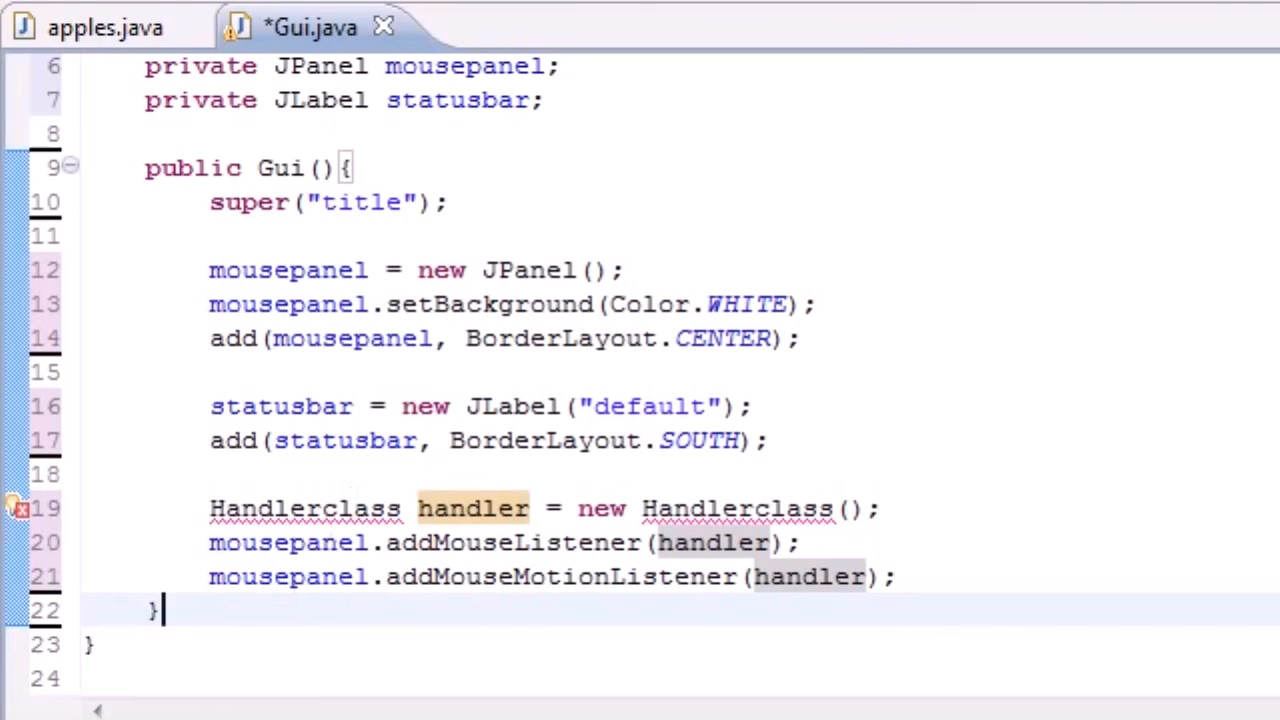 apples.java
*Gui.java
6 private JPanel mousepanel;
7 private JLabel statusbar;
8
9 public Gui(){
10 super("title");
11
12 mousepanel = new JPanel();
13 mousepanel.setBackground(Color.WHITE);
14 add(mousepanel, BorderLayout.CENTER);
15
16 statusbar = new JLabel("default");
17 add(statusbar, BorderLayout.SOUTH);
18
19 Handlerclass handler = new Handlerclass();
20 mousepanel.addMouseListener(handler);
21 mousepanel.addMouseMotionListener(handler);
22 }
23 }
24